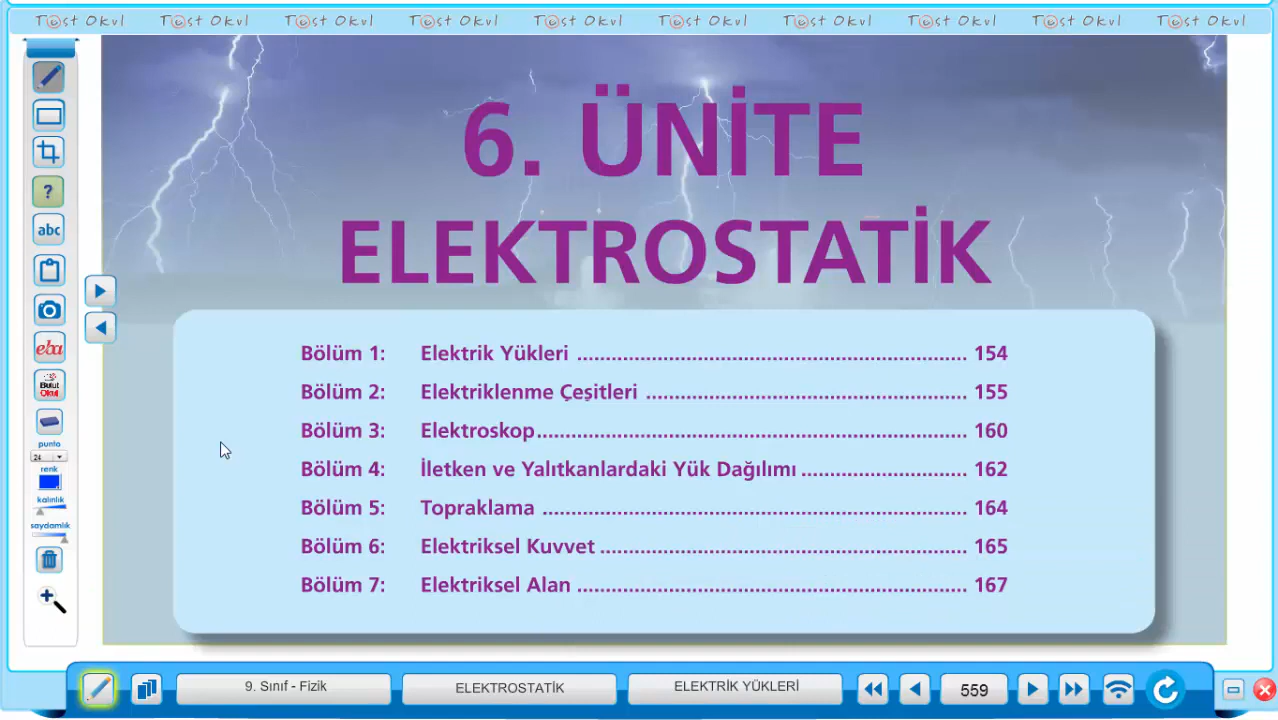 Test Okul Test Okul Test Okul Test Okul Test Okul Test Okul Test Okul Test Okul Test Okul Test Okul
6. ÜNİTE
ELEKTROSTATİK
Bölüm 1: Elektrik Yükleri ..................................................................... 154
Bölüm 2: Elektriklenme Çeşitleri ......................................................... 155
Bölüm 3: Elektroskop............................................................................ 160
Bölüm 4: İletken ve Yalıtkanlardaki Yük Dağılımı ............................. 162
Bölüm 5: Topraklama ........................................................................... 164
Bölüm 6: Elektriksel Kuvvet ................................................................. 165
Bölüm 7: Elektriksel Alan ..................................................................... 167
?
abc
eba
Bulut
Okul
punto
24
renk
kalınlık
saydamlık
9. Sınıf - Fizik ELEKTROSTATİK ELEKTRİK YÜKLERİ 559